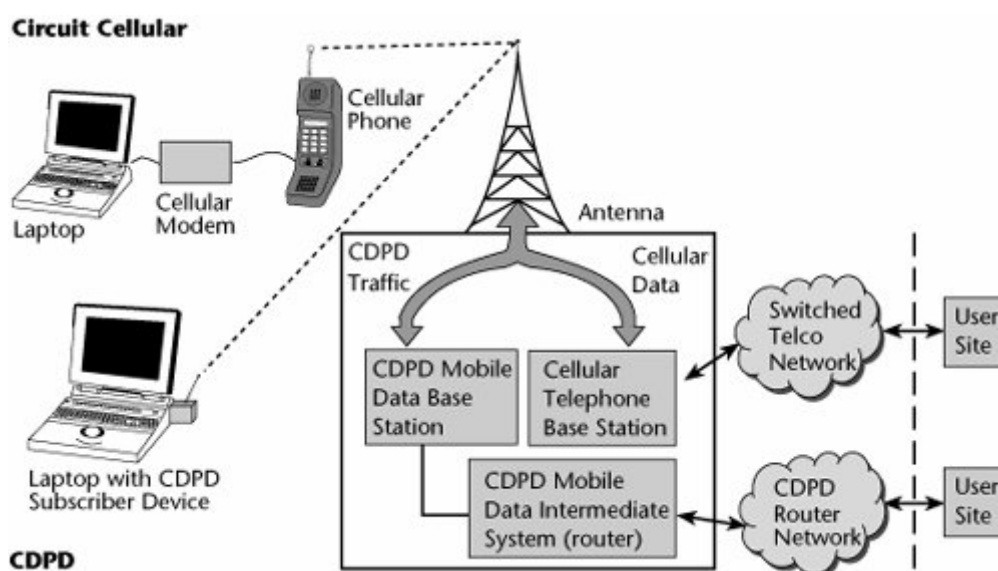 Circuit Cellular
Cellular
Phone
Laptop
Cellular
Modem
Antenna
CDPD
Traffic
Cellular
Data
CDPD Mobile
Data Base
Station
Cellular
Telephone
Base Station
Switched
Telco
Network
User
Site
Laptop with CDPD
Subscriber Device
CDPD Mobile
Data Intermediate
System (router)
CDPD
Router
Network
User
Site
CDPD